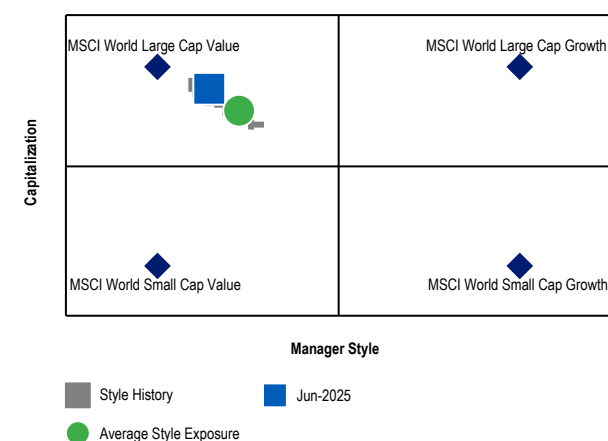 MSCI World Large Cap Value
MSCI World Large Cap Growth
Capitalization
MSCI World Small Cap Value
MSCI World Small Cap Growth
Manager Style
Style History
Jun-2025
Average Style Exposure